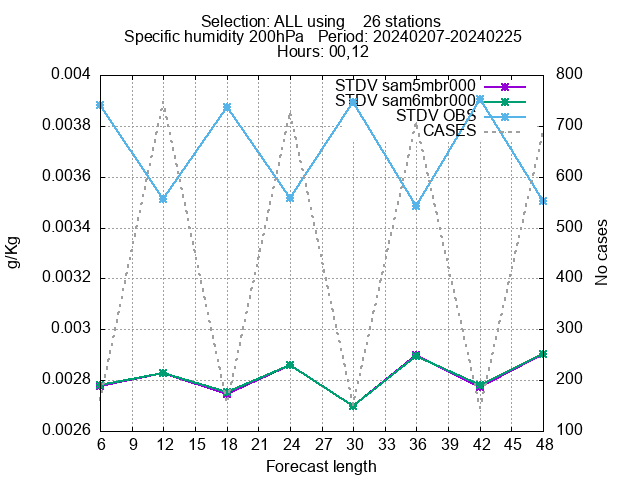 Selection: ALL using    26 stations
Specific humidity 200hPa   Period: 20240207-20240225
Hours: 00,12
STDV sam5mbr000
STDV sam6mbr000
STDV OBS
CASES
0.004
0.0038
0.0036
0.0034
0.0032
0.003
0.0028
0.0026
g/Kg
800
700
600
500
400
300
200
100
No cases
6 9 12 15 18 21 24 27 30 33 36 39 42 45 48
Forecast length